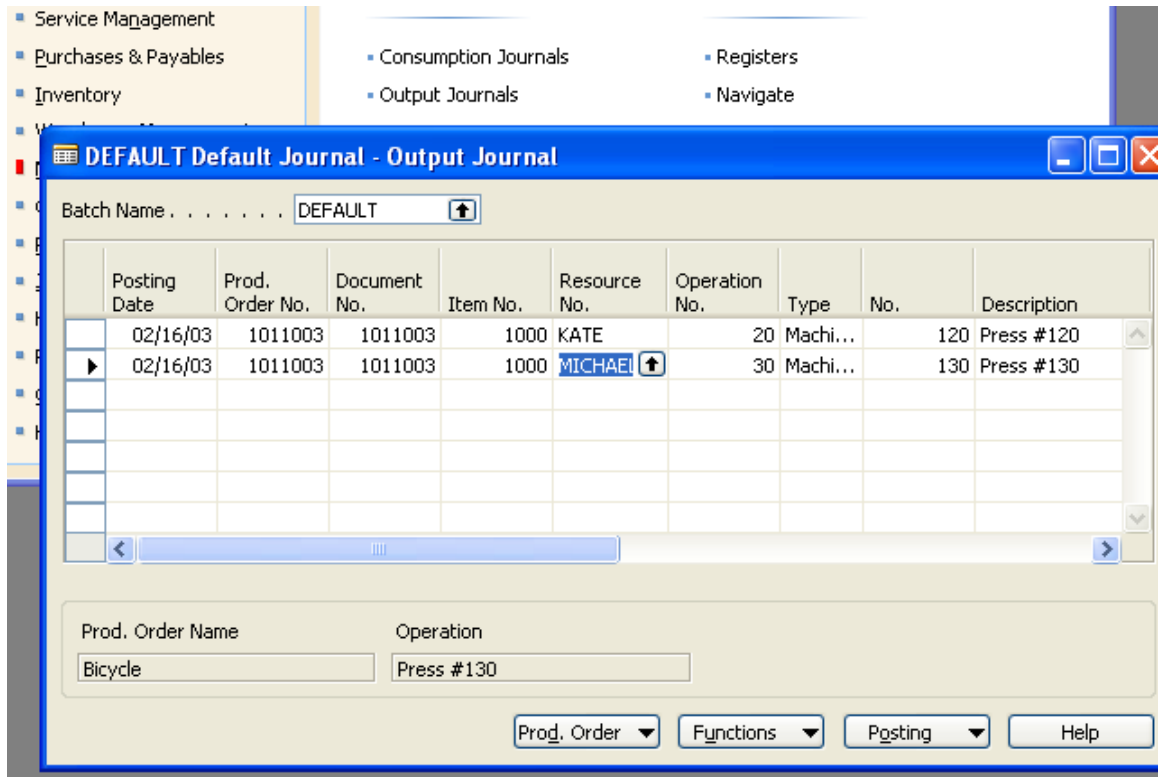 Service Management
Purchases & Payables
Consumption Journals Registers
Inventory
Output Journals Navigate
DEFAULT Default Journal - Output Journal
Batch Name . . . . . . . DEFAULT
Posting Date Prod. Order No. Document No. Item No. Resource No. Operation No. Type No. Description
02/16/03 1011003 1011003 1000 KATE 20 Machi... 120 Press #120
02/16/03 1011003 1011003 1000 MICHAEL 30 Machi... 130 Press #130
Prod. Order Name Operation
Bicycle Press #130
Prod. Order Functions Posting Help